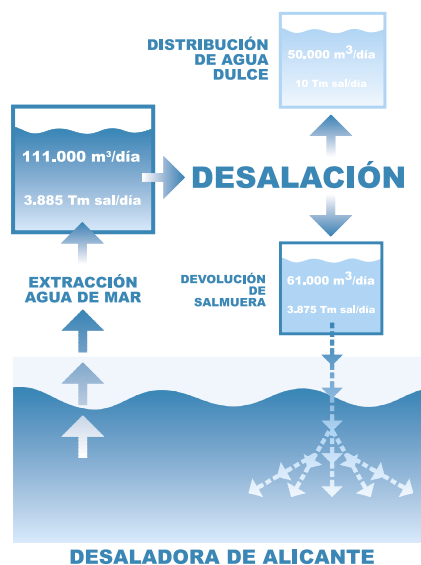 DISTRIBUCIÓN
DE AGUA
DULCE
50.000 m³/día
10 Tm sal/día
111.000 m³/día
3.885 Tm sal/día
DESALACIÓN
EXTRACCIÓN
AGUA DE MAR
DEVOLUCIÓN
DE
SALMUERA
61.000 m³/día
3.875 Tm sal/día
DESALADORA DE ALICANTE